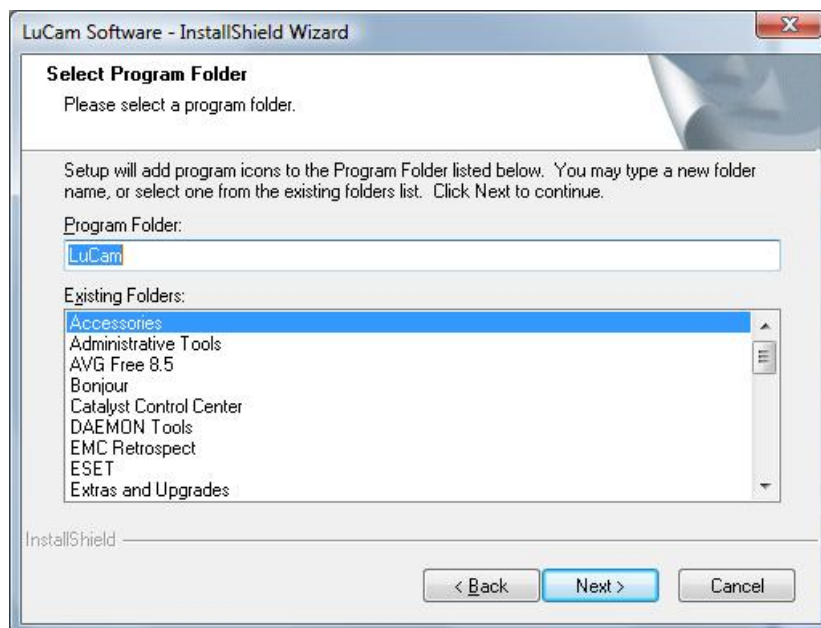 LuCam Software - InstallShield Wizard
Select Program Folder
Please select a program folder.
Setup will add program icons to the Program Folder listed below. You may type a new folder
name, or select one from the existing folders list. Click Next to continue.
Program Folder:
LuCam
Existing Folders:
Accessories
Administrative Tools
AVG Free 8.5
Bonjour
Catalyst Control Center
DAEMON Tools
EMC Retrospect
ESET
Extras and Upgrades
InstallShield
< Back
Next >
Cancel